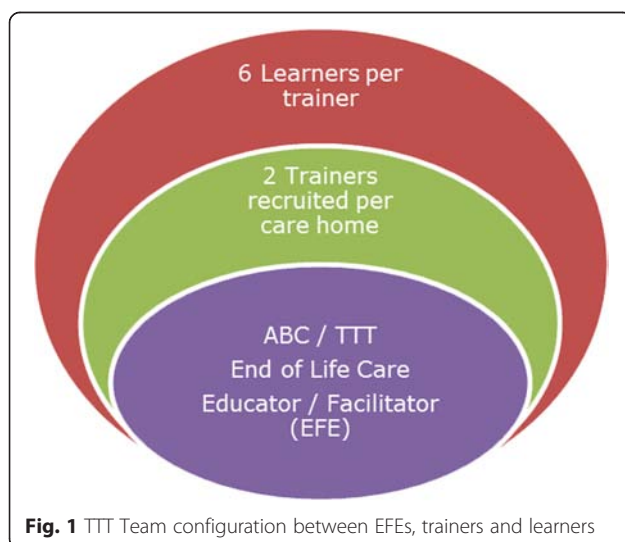 6 Learners per
trainer
2 Trainers
recruited per
care home
ABC / TTT
End of Life Care
Educator / Facilitator
(EFE)
Fig. 1 TTT Team configuration between EFEs, trainers and learners